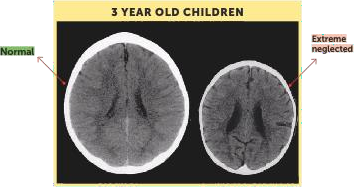 3 YEAR OLD CHILDREN
Normal
Extreme
neglected